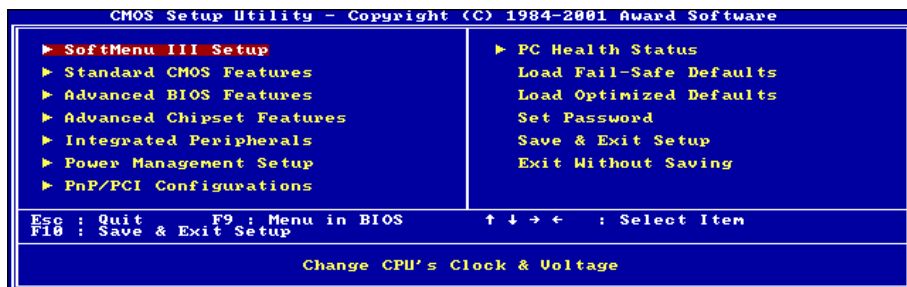 CMOS Setup Utility - Copyright (C) 1984-2001 Award Software
► SoftMenu III Setup
► Standard CMOS Features
► Advanced BIOS Features
► Advanced Chipset Features
► Integrated Peripherals
► Power Management Setup
► PnP/PCI Configurations
► PC Health Status
Load Fail-Safe Defaults
Load Optimized Defaults
Set Password
Save & Exit Setup
Exit Without Saving
Esc : Quit F9 : Menu in BIOS ↑ ↓ → ← : Select Item
F10 : Save & Exit Setup
Change CPU's Clock & Voltage